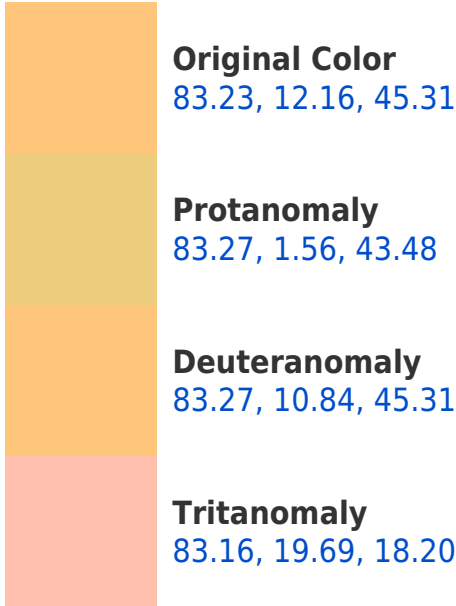 Original Color
83.23, 12.16, 45.31
Protanomaly
83.27, 1.56, 43.48
Deuteranomaly
83.27, 10.84, 45.31
Tritanomaly
83.16, 19.69, 18.20